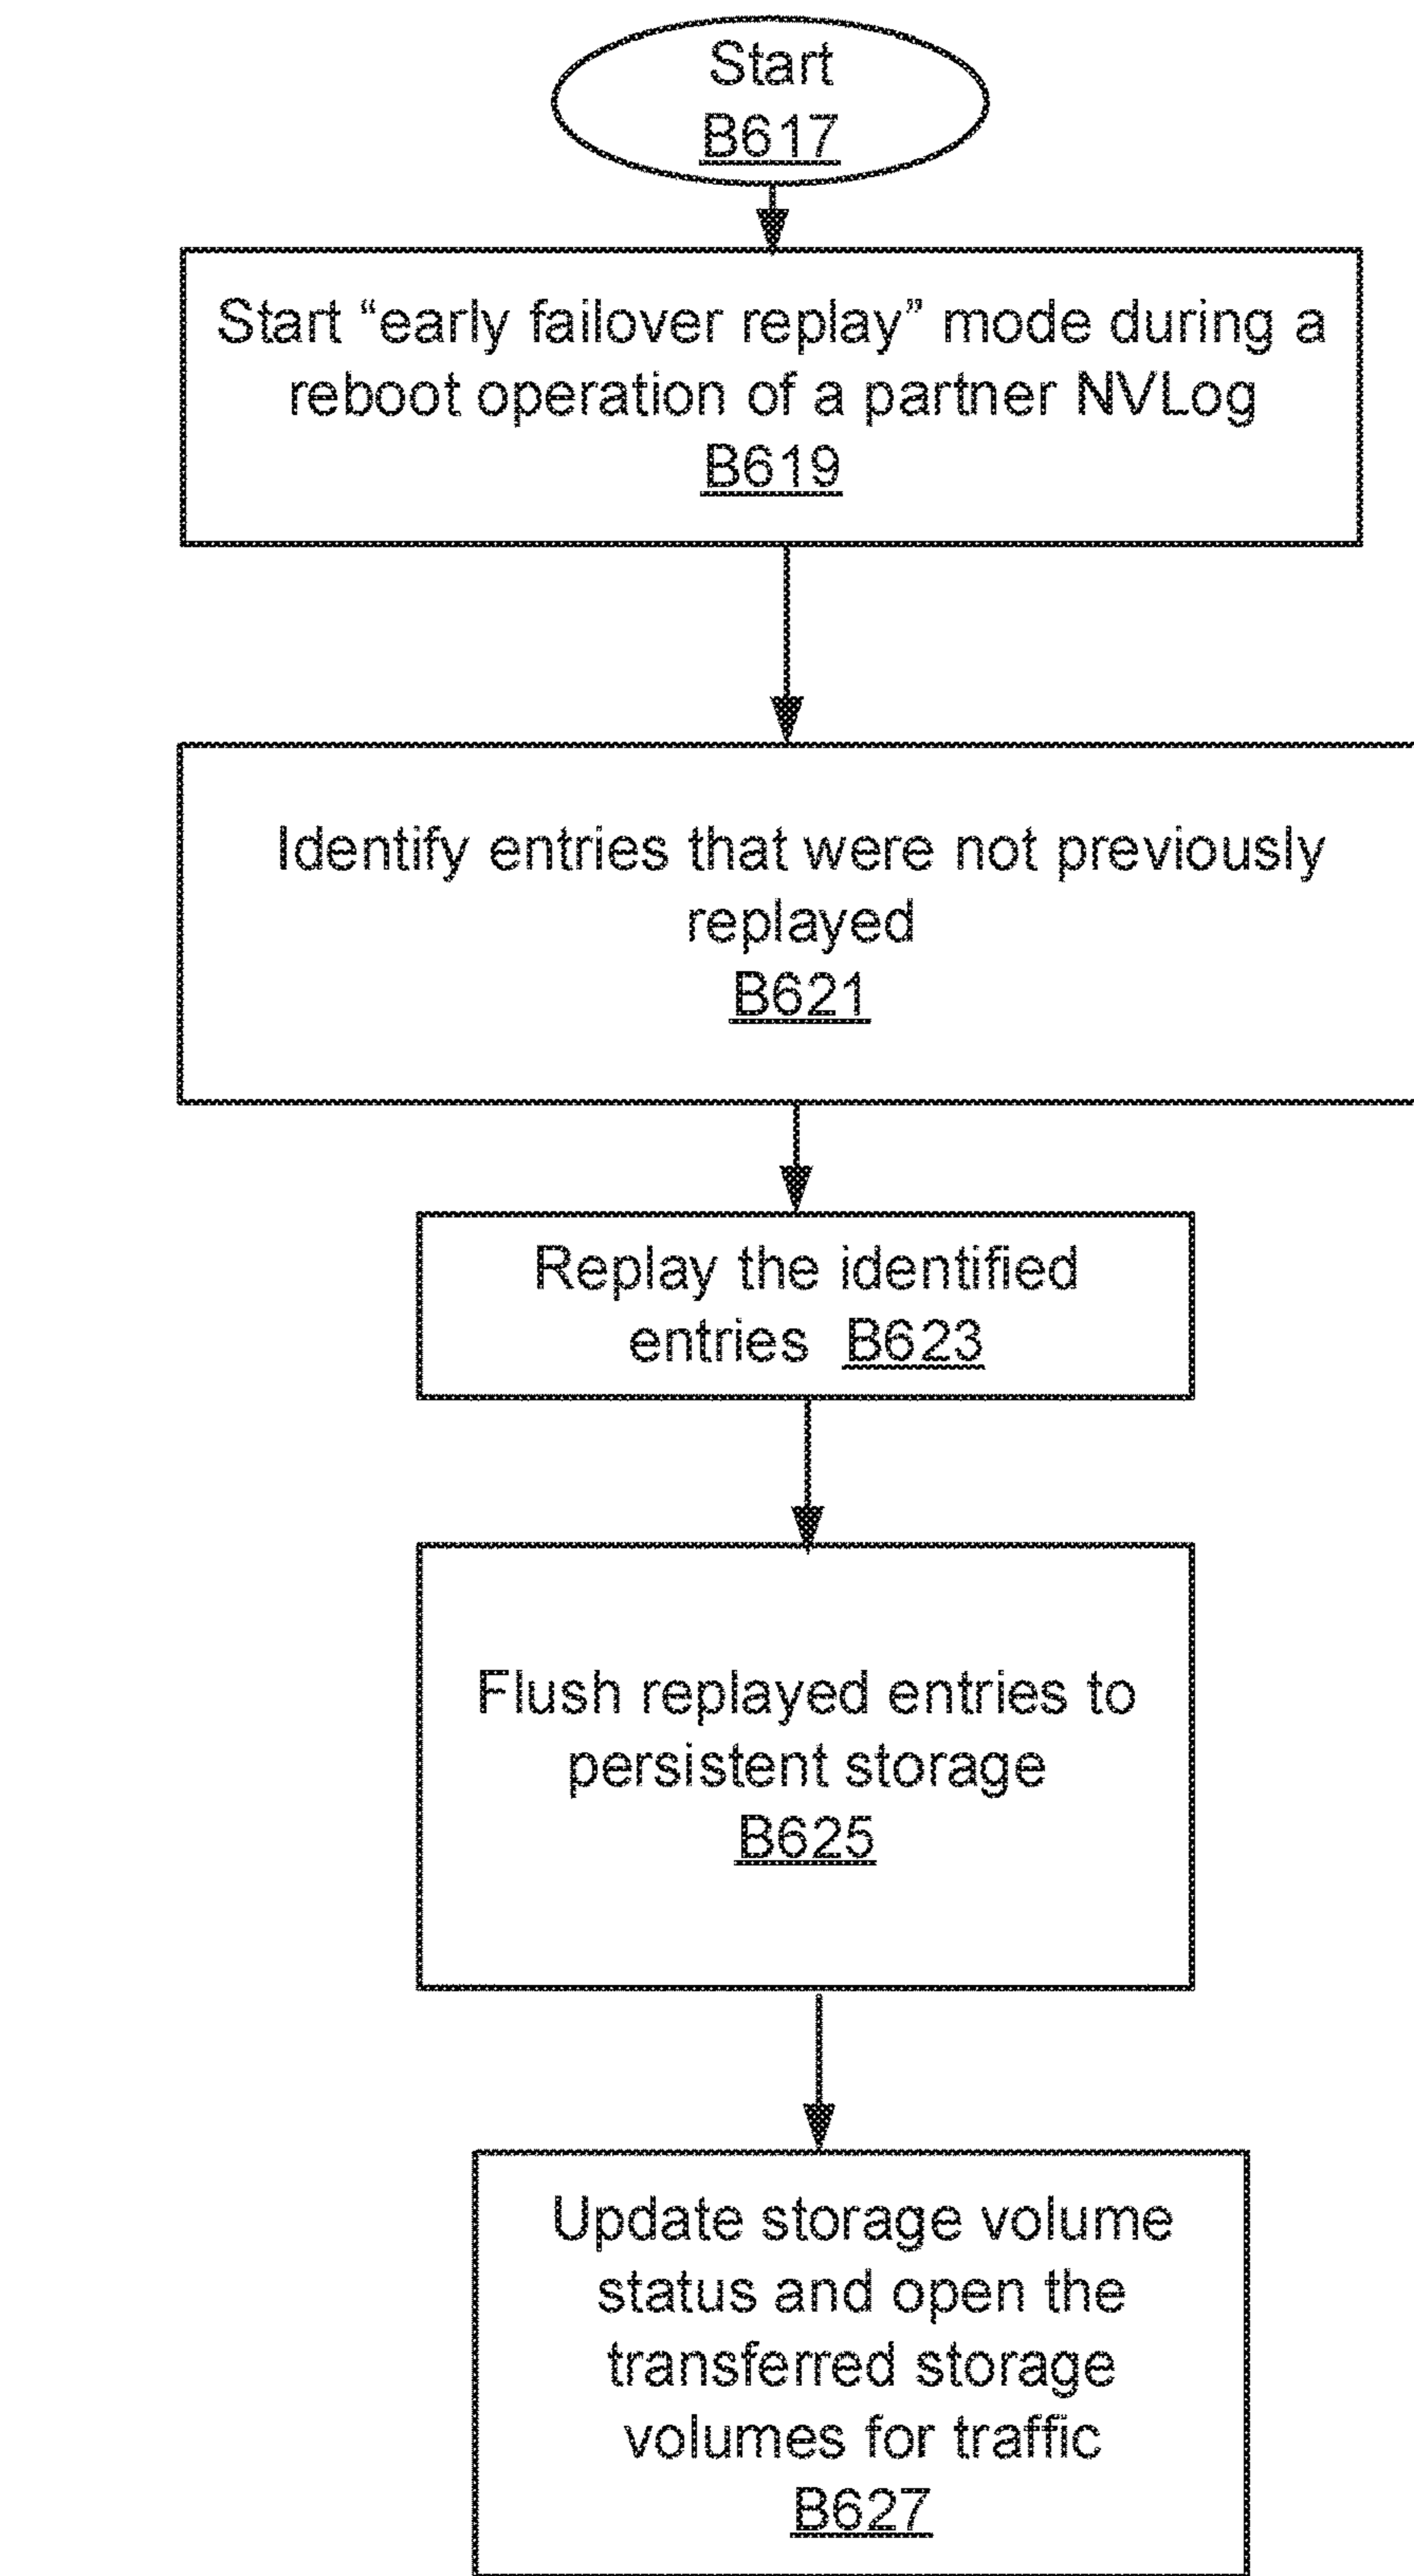 Start
B617
Start “early failover replay” mode during a
reboot operation of a partner NVLog
B619
Identify entries that were not previously
replayed
B621
Replay the identified
entries B623
Flush replayed entries to
persistent storage
B625
Update storage volume
status and open the
transferred storage
volumes for traffic
B627